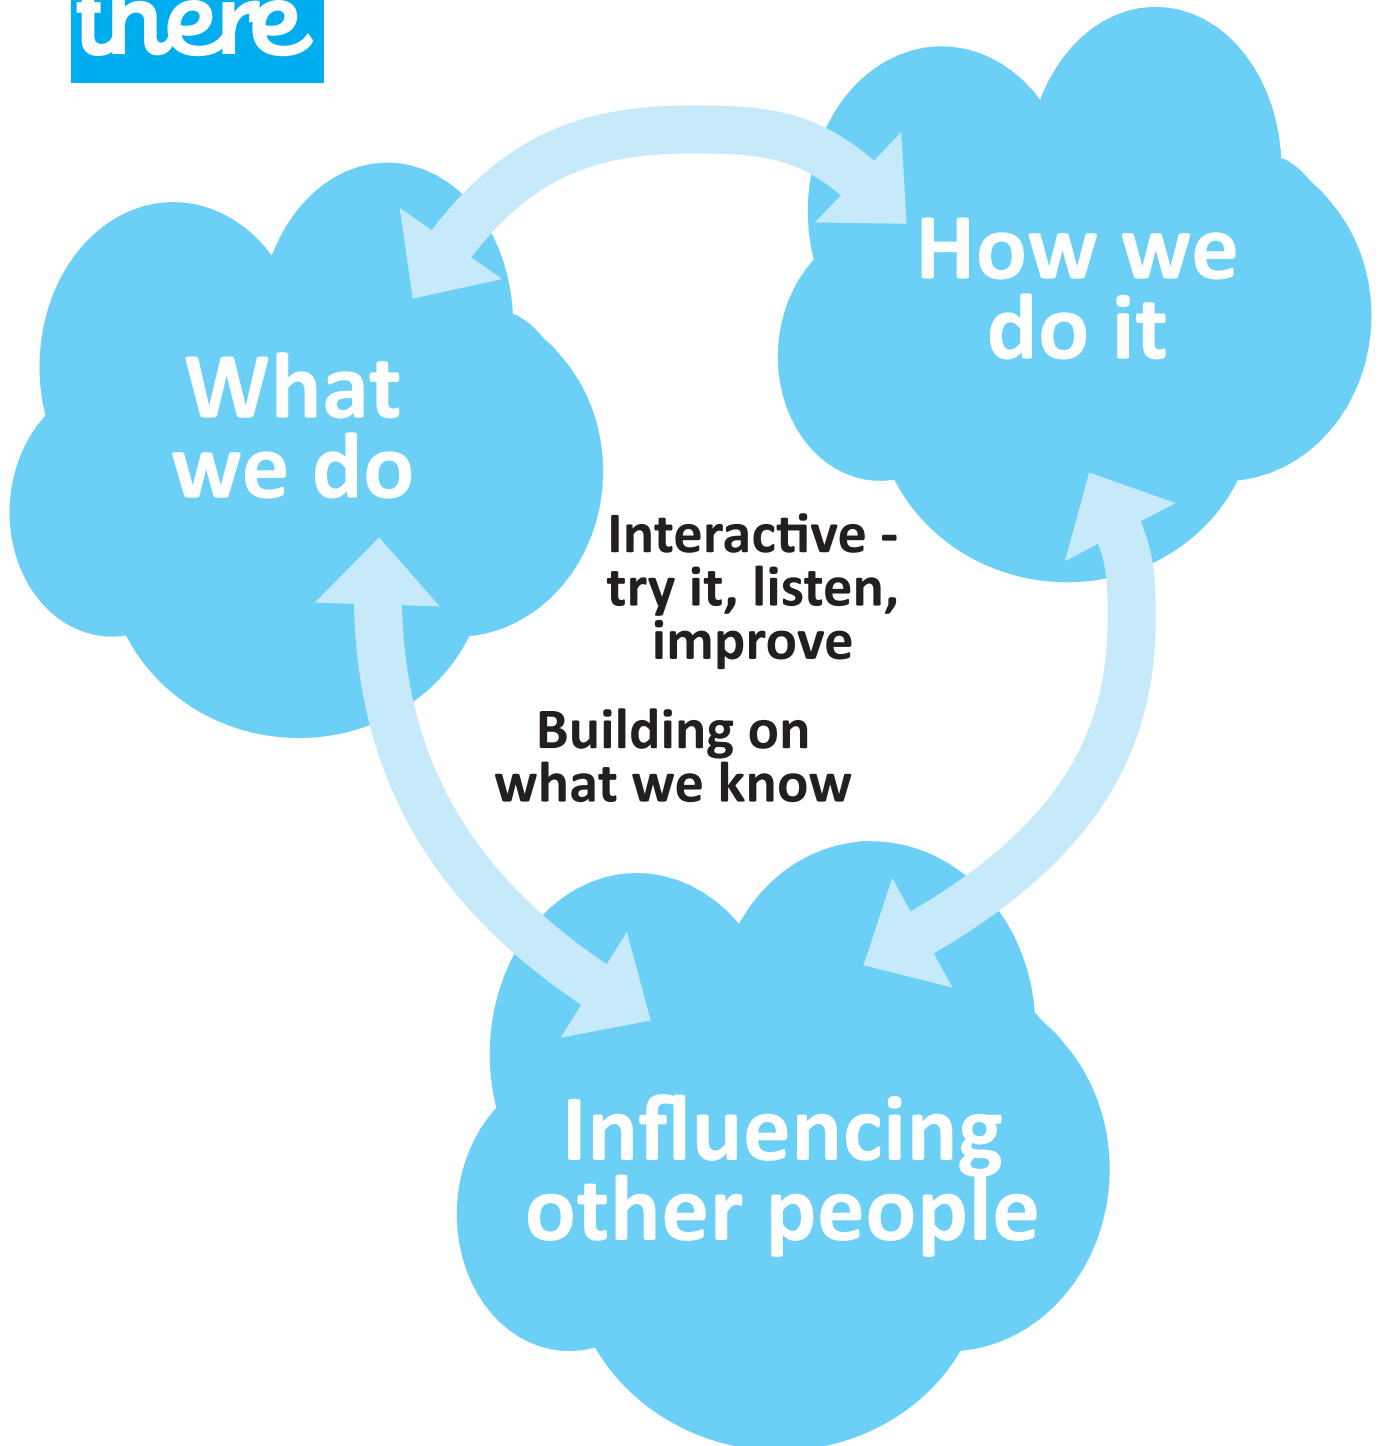 there
How we
do it
What
we do
Interactive -
try it, listen,
improve
Building on
what we know
Influencing
other people